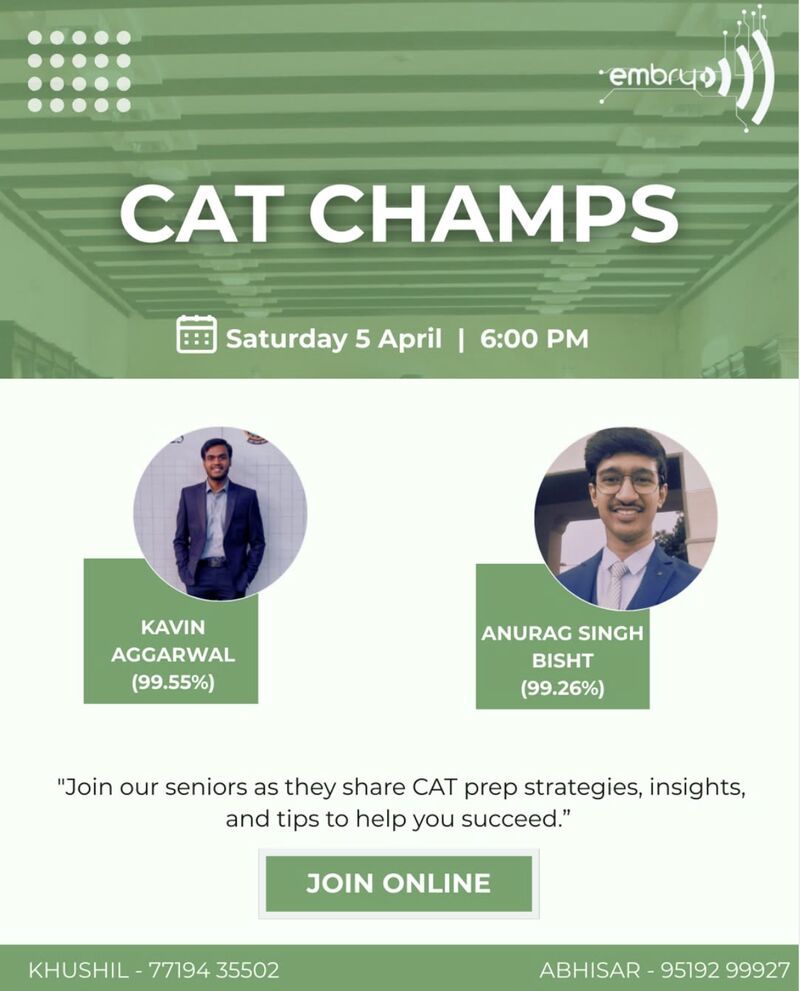 embryo
CAT CHAMPS
Saturday 5 April | 6:00 PM
KAVIN
AGGARWAL
(99.55%)
ANURAG SINGH
BISHT
(99.26%)
"Join our seniors as they share CAT prep strategies, insights,
and tips to help you succeed.”
JOIN ONLINE
KHUSHIL - 77194 35502
ABHISAR - 95192 99927